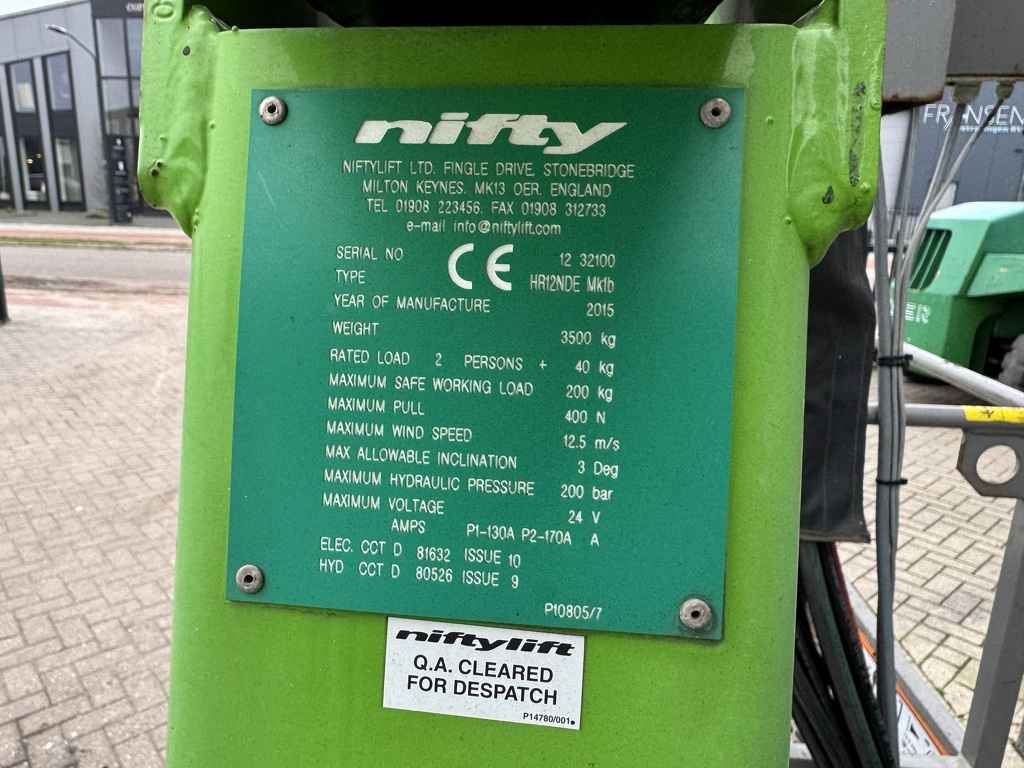 nifty
NIFTYLIFT LTD. FINGLE DRIVE, STONEBRIDGE
MILTON KEYNES. MK13 OER. ENGLAND
TEL 01908 223456. FAX 01908 312733
e-mail info@niftylift.com
SERIAL NO CE 12 32100
TYPE HR12NDE Mk1b
YEAR OF MANUFACTURE 2015
WEIGHT 3500 kg
RATED LOAD 2 PERSONS + 40 kg
MAXIMUM SAFE WORKING LOAD 200 kg
MAXIMUM PULL 400 N
MAXIMUM WIND SPEED 12.5 m/s
MAX ALLOWABLE INCLINATION 3 Deg
MAXIMUM HYDRAULIC PRESSURE 200 bar
MAXIMUM VOLTAGE 24 V
AMPS P1-130A P2-170A A
ELEC. CCT D 81632 ISSUE 10
HYD CCT D 80526 ISSUE 9
P10805/7
niftylift
Q.A. CLEARED
FOR DESPATCH
P14780/001
FRANSEN